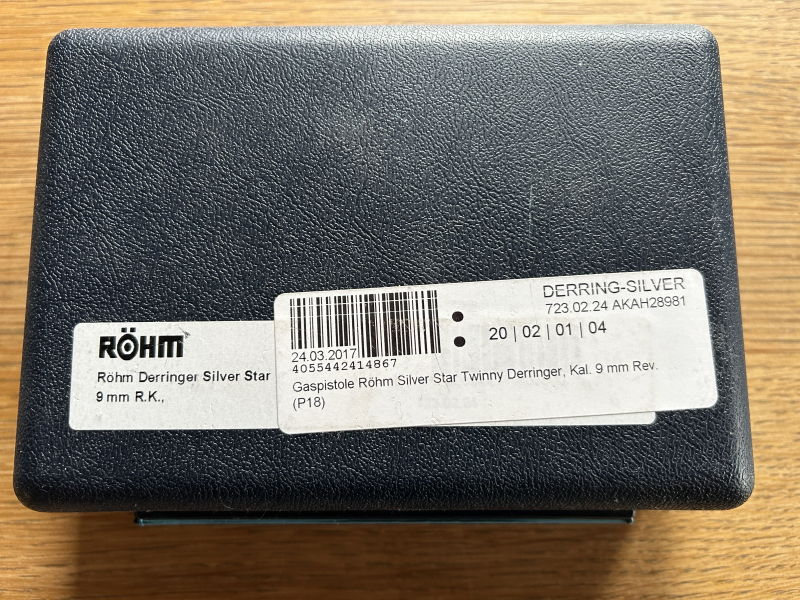 RÖHM
Röhm Derringer Silver Star
9 mm R.K.,
DERRING-SILVER
723.02.24 AKAH28981
20 | 02 | 01 | 04
24.03.2017
4055442414867
Gaspistole Röhm Silver Star Twinny Derringer, Kal. 9 mm Rev.
(P18)